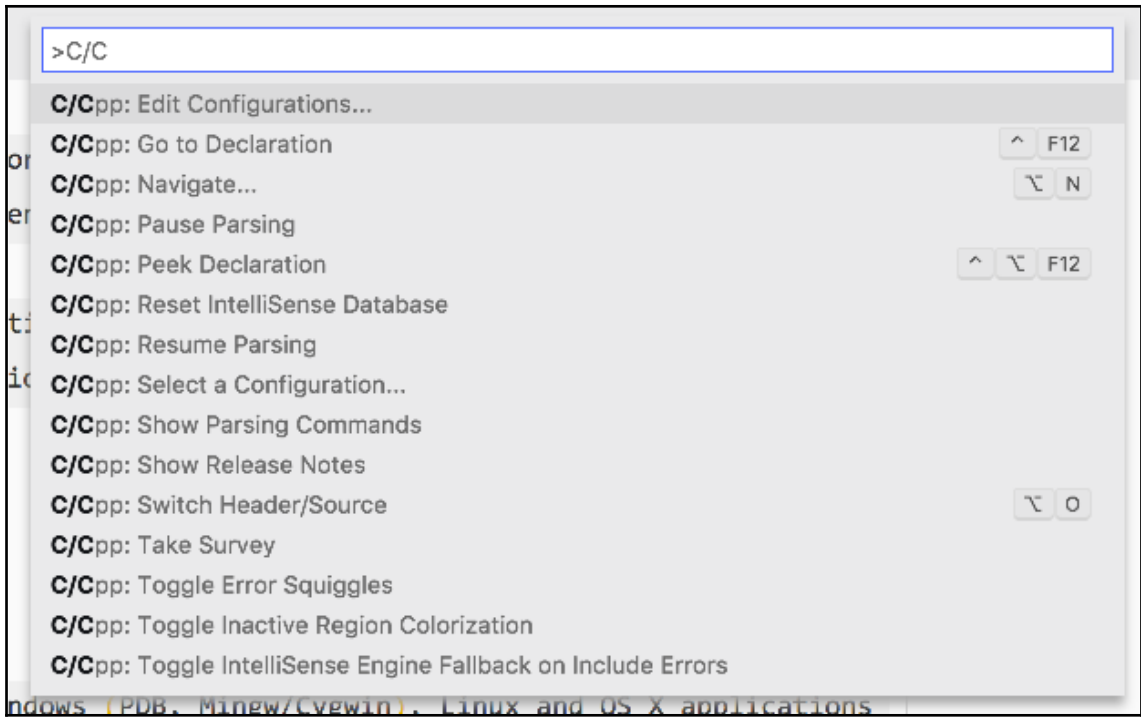 >C/C
C/Cpp: Edit Configurations...
C/Cpp: Go to Declaration ^ F12
C/Cpp: Navigate... ⌥ N
C/Cpp: Pause Parsing
C/Cpp: Peek Declaration ^ ⌥ F12
C/Cpp: Reset IntelliSense Database
C/Cpp: Resume Parsing
C/Cpp: Select a Configuration...
C/Cpp: Show Parsing Commands
C/Cpp: Show Release Notes
C/Cpp: Switch Header/Source ⌥ O
C/Cpp: Take Survey
C/Cpp: Toggle Error Squiggles
C/Cpp: Toggle Inactive Region Colorization
C/Cpp: Toggle IntelliSense Engine Fallback on Include Errors
ndows (PDB, Mingw/Cygwin), Linux and OS X applications